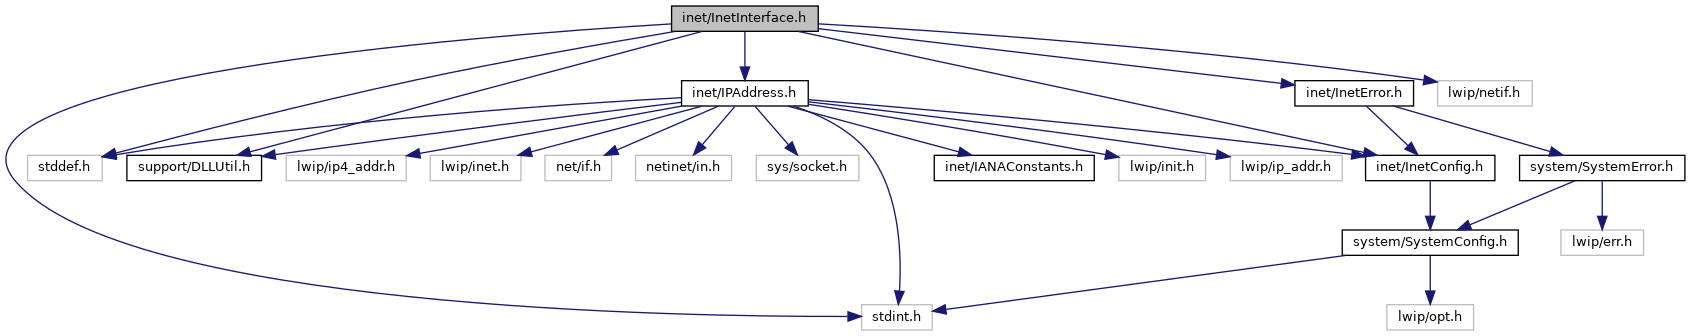 inet/InetInterface.h
inet/IPAddress.h
inet/InetError.h
lwip/netif.h
stddef.h
support/DLLUtil.h
lwip/ip4_addr.h
lwip/inet.h
net/if.h
netinet/in.h
sys/socket.h
inet/IANAConstants.h
lwip/init.h
lwip/ip_addr.h
inet/InetConfig.h
system/SystemError.h
system/SystemConfig.h
lwip/err.h
stdint.h
lwip/opt.h